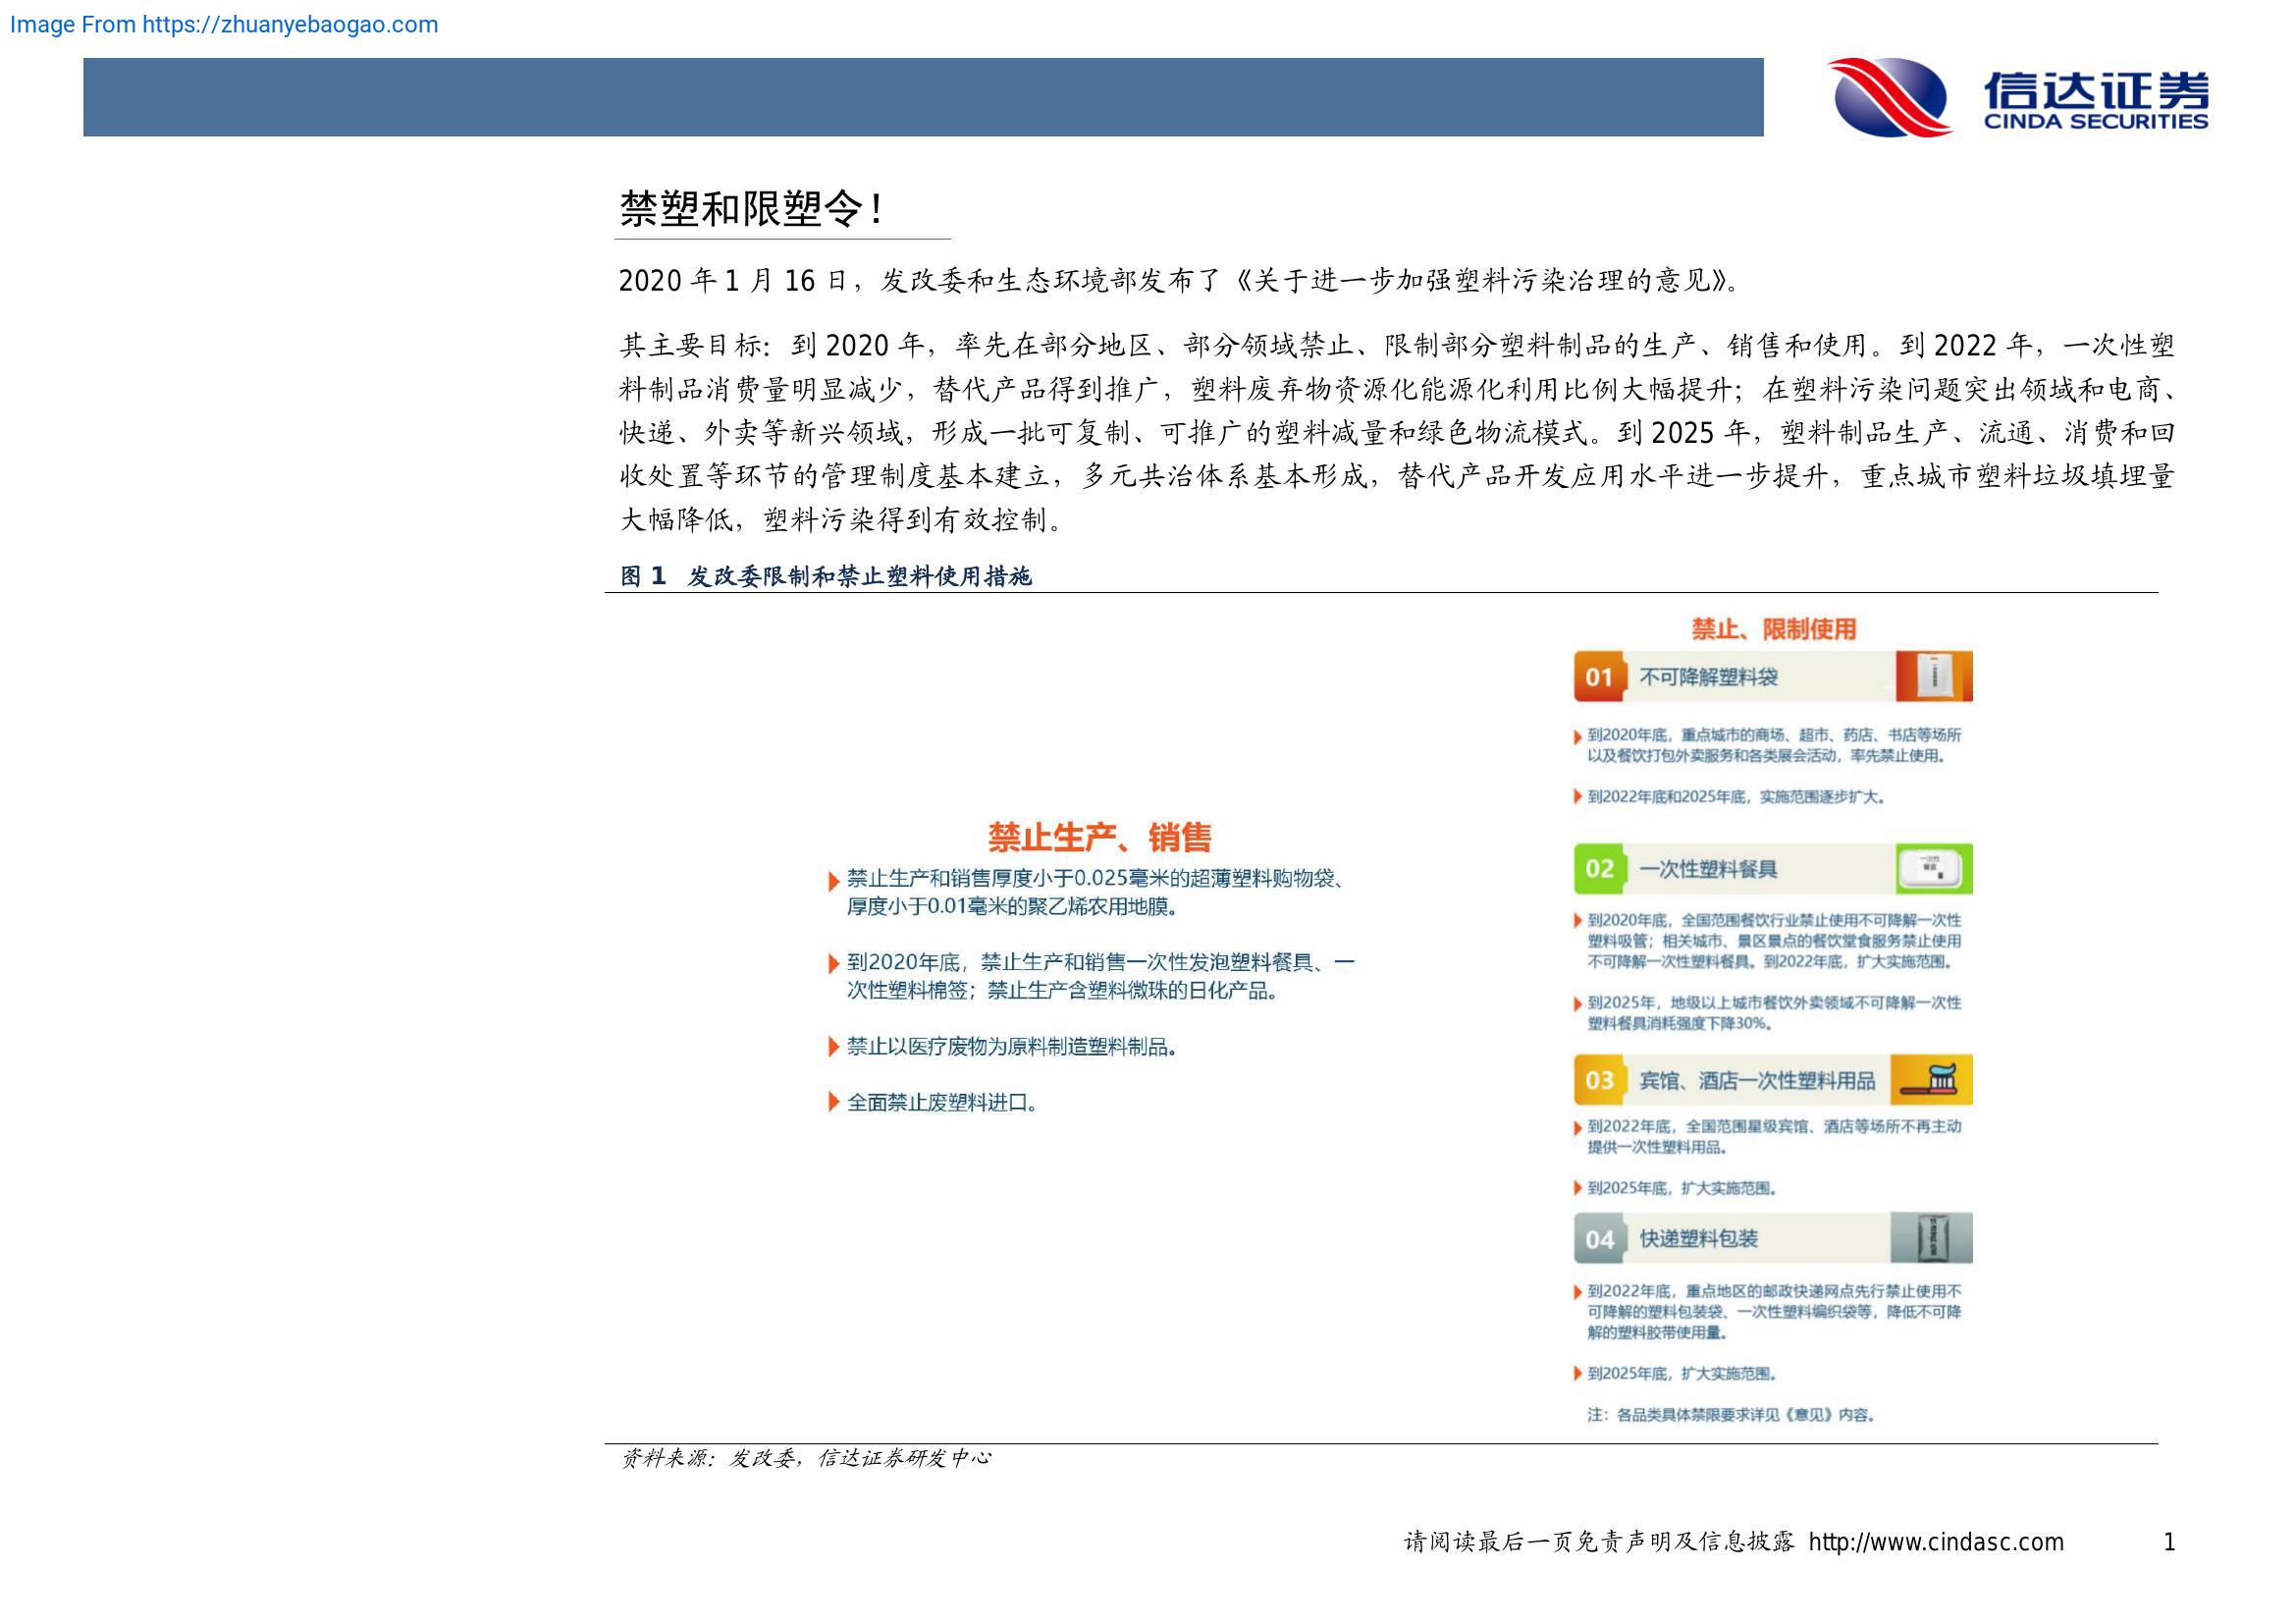 Image From https://zhuanyebaogao.com
信达证券
CINDA SECURITIES
禁塑和限塑令！
2020 年 1 月 16 日，发改委和生态环境部发布了《关于进一步加强塑料污染治理的意见》。
其主要目标：到 2020 年，率先在部分地区、部分领域禁止、限制部分塑料制品的生产、销售和使用。到 2022 年，一次性塑
料制品消费量明显减少，替代产品得到推广，塑料废弃物资源化能源化利用比例大幅提升；在塑料污染问题突出领域和电商、
快递、外卖等新兴领域，形成一批可复制、可推广的塑料减量和绿色物流模式。到 2025 年，塑料制品生产、流通、消费和回
收处置等环节的管理制度基本建立，多元共治体系基本形成，替代产品开发应用水平进一步提升，重点城市塑料垃圾填埋量
大幅降低，塑料污染得到有效控制。
图 1 发改委限制和禁止塑料使用措施
禁止生产、销售
禁止生产和销售厚度小于0.025毫米的超薄塑料购物袋、
厚度小于0.01毫米的聚乙烯农用地膜。
到2020年底，禁止生产和销售一次性发泡塑料餐具、一
次性塑料棉签；禁止生产含塑料微珠的日化产品。
禁止以医疗废物为原料制造塑料制品。
全面禁止废塑料进口。
禁止、限制使用
01 不可降解塑料袋
到2020年底，重点城市的商场、超市、药店、书店等场所
以及餐饮打包外卖服务和各类展会活动，率先禁止使用。
到2022年底和2025年底，实施范围逐步扩大。
02 一次性塑料餐具
到2020年底，全国范围餐饮行业禁止使用不可降解一次性
塑料吸管；相关城市、景区景点的餐饮堂食服务禁止使用
不可降解一次性塑料餐具。到2022年底，扩大实施范围。
到2025年，地级以上城市餐饮外卖领域不可降解一次性
塑料餐具消耗强度下降30%。
03 宾馆、酒店一次性塑料用品
到2022年底，全国范围星级宾馆、酒店等场所不再主动
提供一次性塑料用品。
到2025年底，扩大实施范围。
04 快递塑料包装
到2022年底，重点地区的邮政快递网点先行禁止使用不
可降解的塑料包装袋、一次性塑料编织袋等，降低不可降
解的塑料胶带使用量。
到2025年底，扩大实施范围。
注：各品类具体禁限要求详见《意见》内容。
资料来源：发改委，信达证券研发中心
请阅读最后一页免责声明及信息披露 http://www.cindasc.com 1